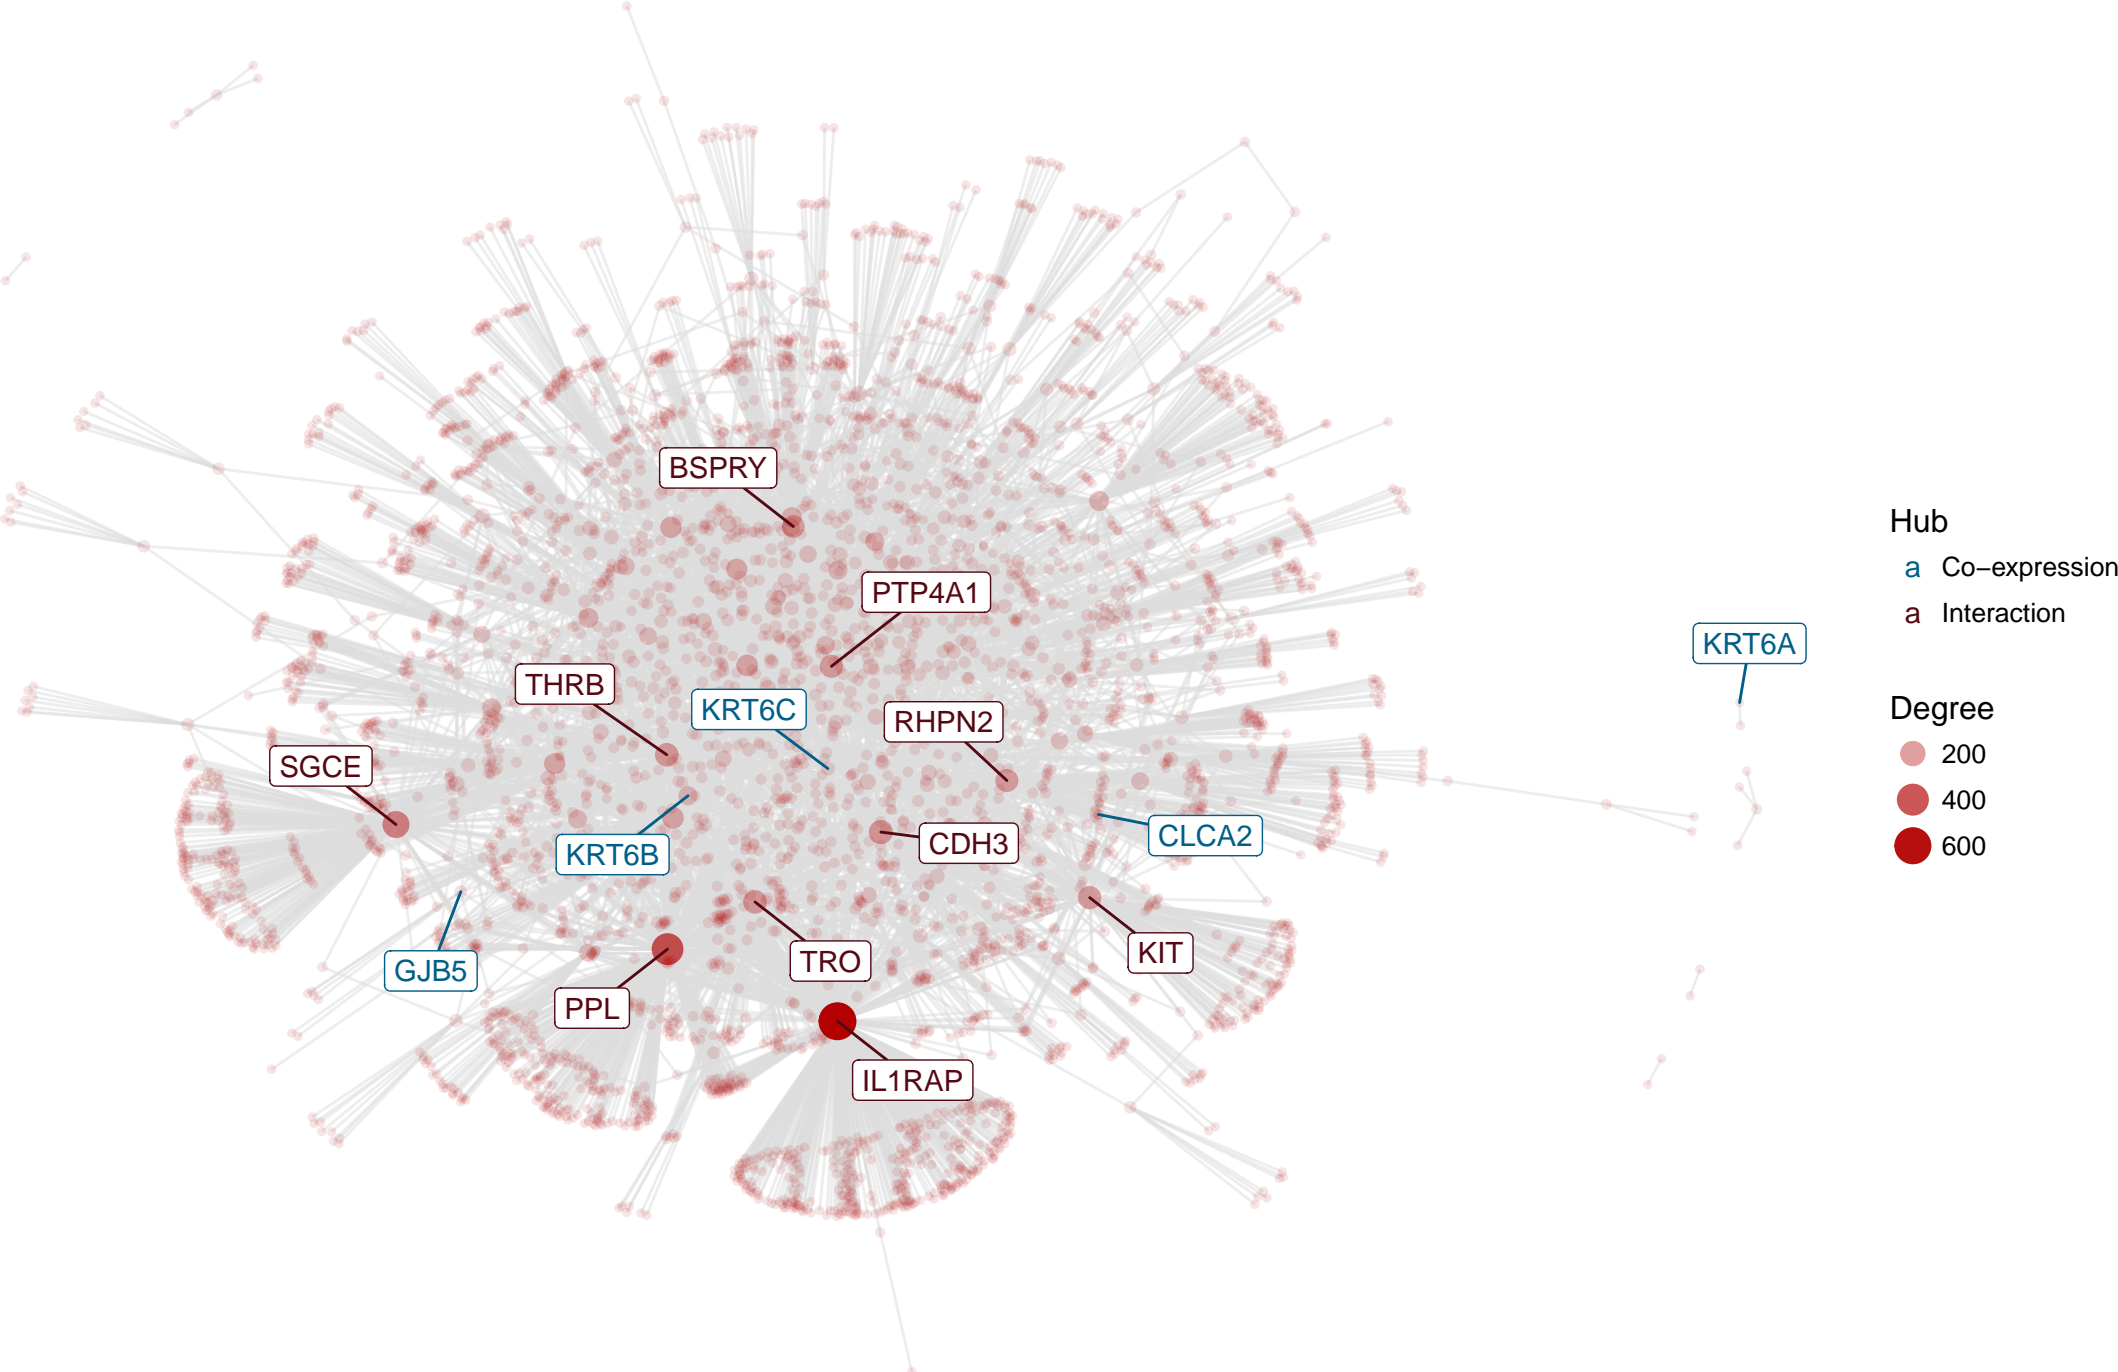 BSPRY
PTP4A1
THRB
KRT6C
RHPN2
SGCE
KRT6B
CDH3
CLCA2
GJB5
TRO
KIT
PPL
IL1RAP
KRT6A
Hub
a Co−expression
a Interaction
Degree
200
400
600